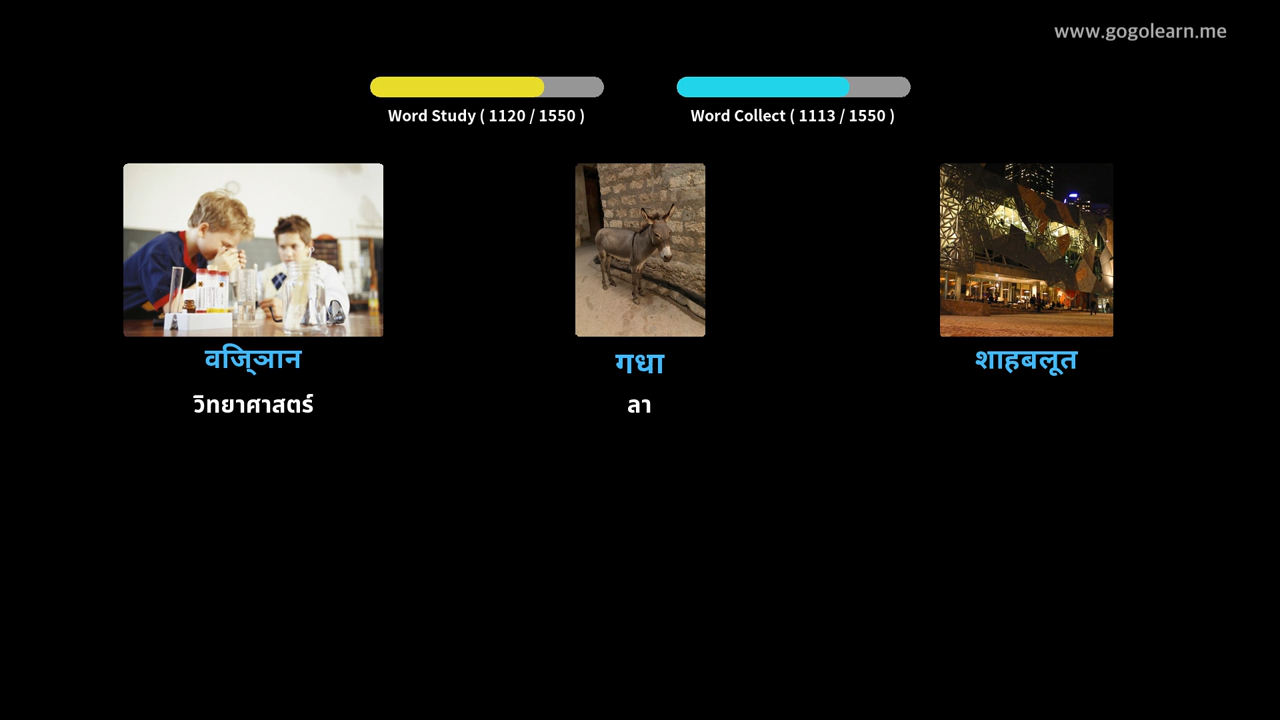 www.gogolearn.me
Word Study ( 1120 / 1550 )
Word Collect ( 1113 / 1550 )
विज्ञान
गधा
शाहबलूत
วิทยาศาสตร์
ลา